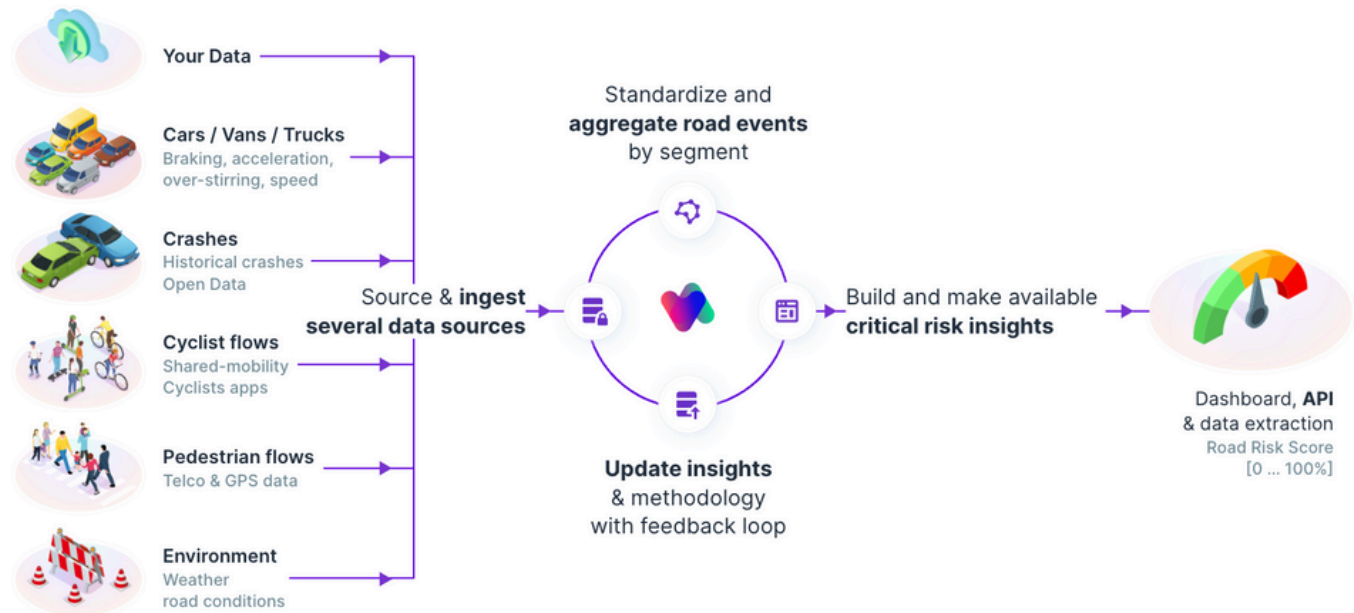 Your Data
Cars / Vans / Trucks
Braking, acceleration,
over-stirring, speed
Crashes
Historical crashes
Open Data
Cyclist flows
Shared-mobility
Cyclists apps
Pedestrian flows
Telco & GPS data
Environment
Weather
road conditions
Source & ingest
several data sources
Standardize and
aggregate road events
by segment
Update insights
& methodology
with feedback loop
Build and make available
critical risk insights
Dashboard, API
& data extraction
Road Risk Score
[0 ... 100%]